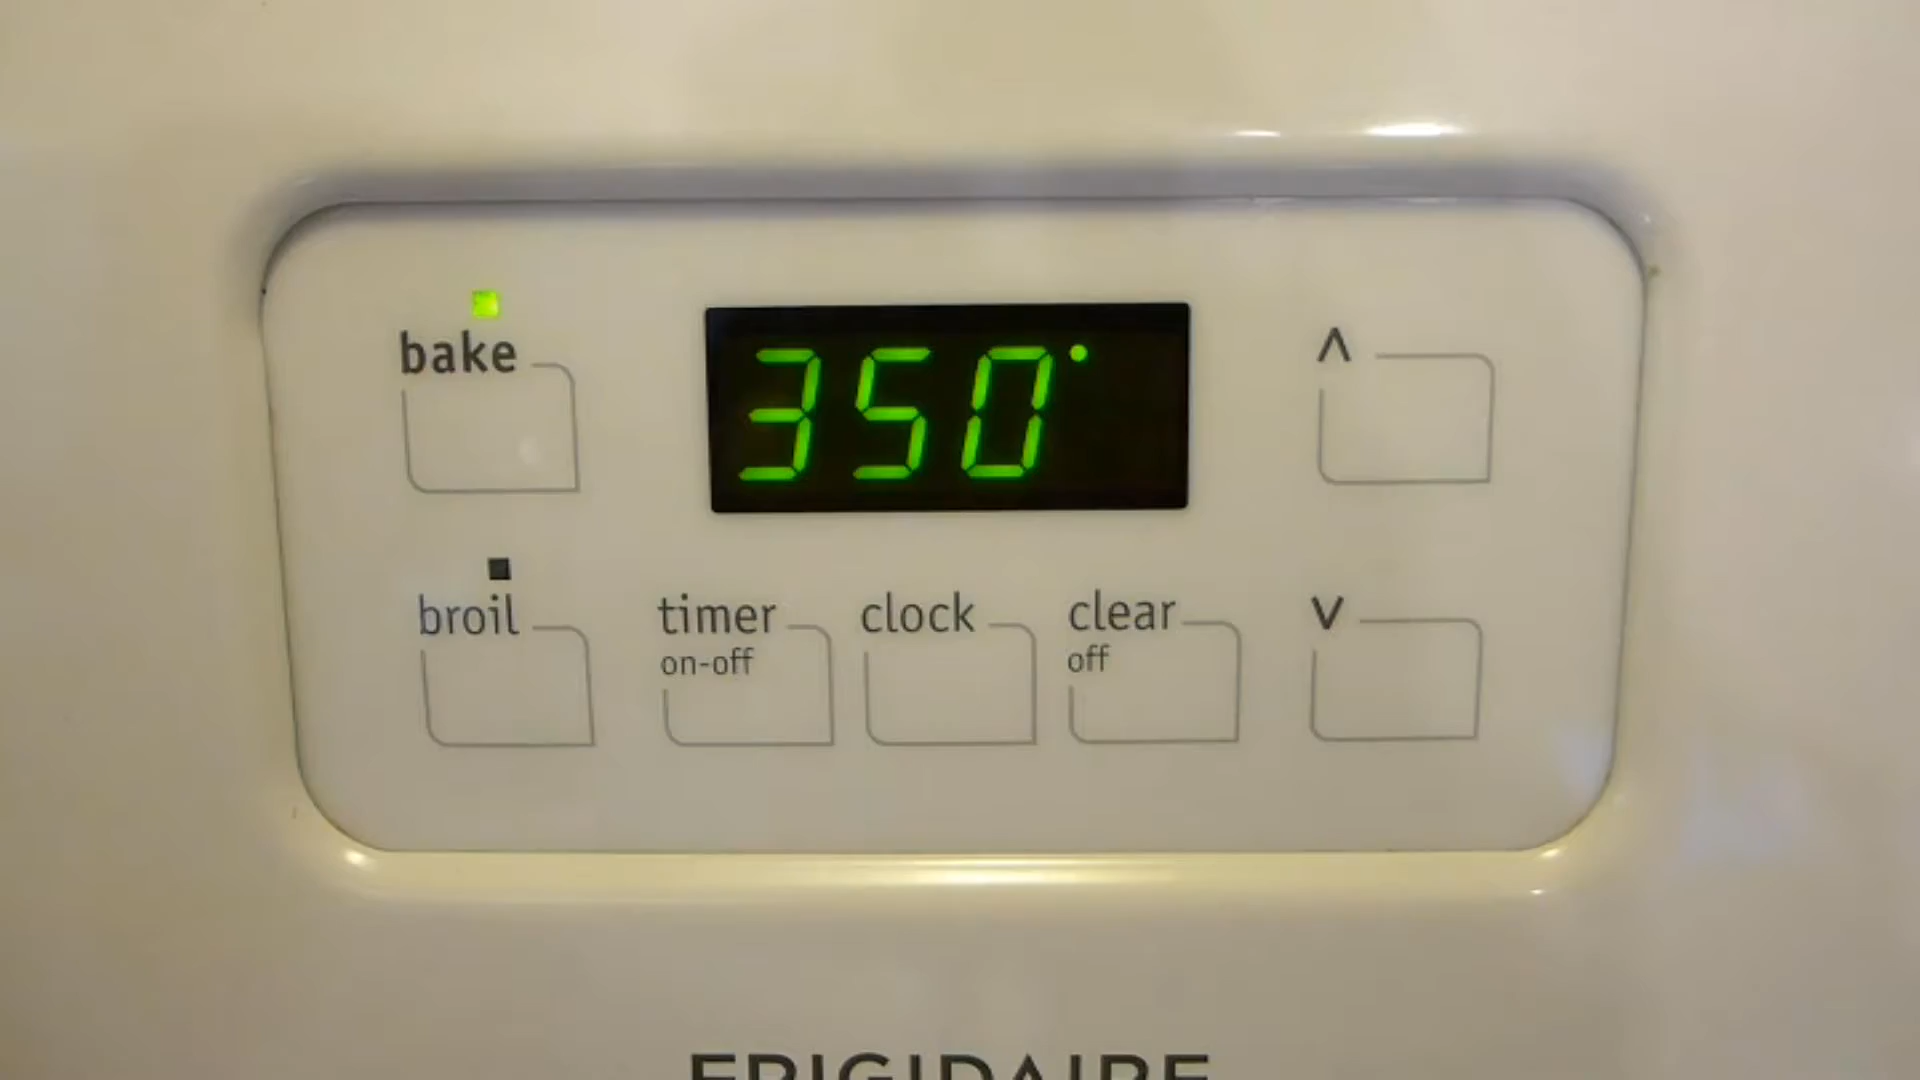 bake
350°
^
broil
timer
on-off
clock
clear
off
v
FRIGIDAIRE